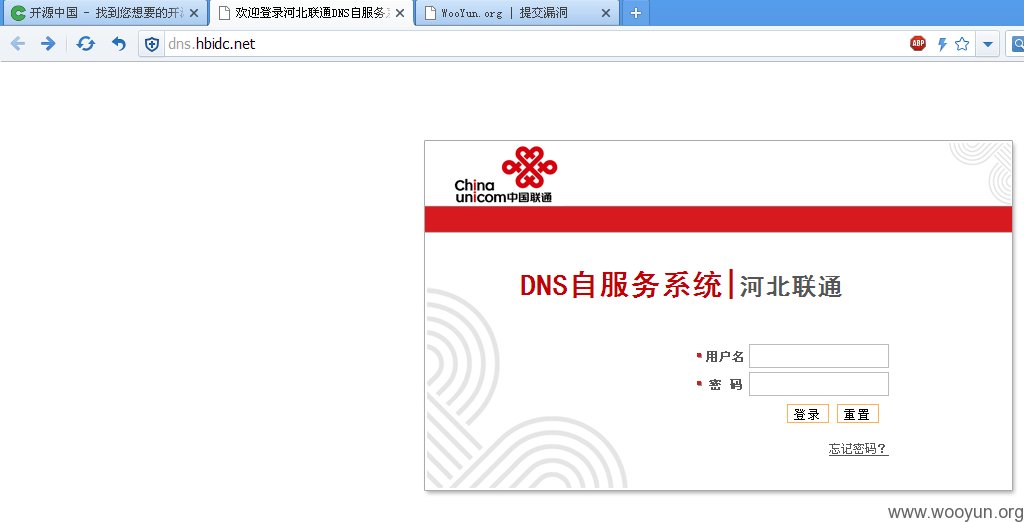 开源中国 - 找到您想要的开源
欢迎登录河北联通DNS自服务系
WooYun.org | 提交漏洞
dns.hbidc.net
ABP
China
unicom中国联通
DNS自服务系统|河北联通
* 用户名
* 密 码
登录 重置
忘记密码？
www.wooyun.org